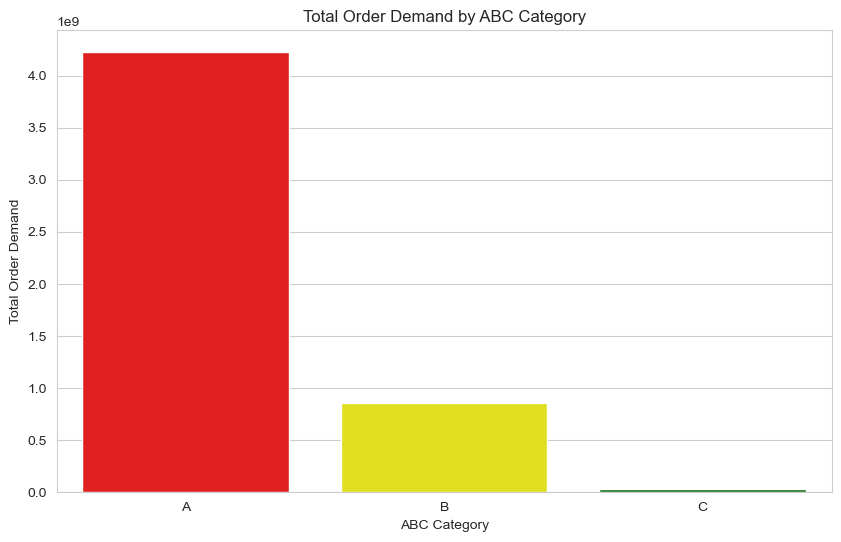 Total Order Demand by ABC Category
1e9
4.0
3.5
3.0
2.5
2.0
1.5
1.0
0.5
0.0
Total Order Demand
A B C
ABC Category